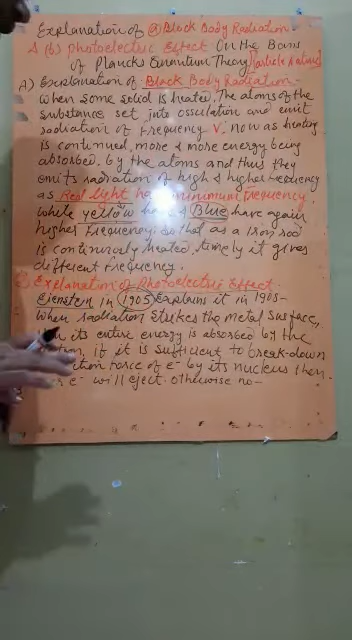 Explanation of (a) Black Body Radiation
& (b) Photoelectric Effect On the Basis
of Planck's Quantum Theory (Particle Nature)
A) Explanation of Black Body Radiation:-
When some solid is heated, The atoms of the
substance set into osculation and emit
radiation of frequency V. Now as heating
is continued, more & more energy being
absorbed by the atoms and thus they
emits radiation of high & higher frequency
as Red light has minimum frequency
while yellow have & Blue have again
higher frequency, so that as a Iron rod
is continuously heated, timely it gives
different frequency.
Explanation of Photoelectric Effect.
Eienstein in 1905 Explains it in 1905-
When radiation strikes the metal surface,
its entire energy is absorbed by the
if it is sufficient to break-down
force of e- by its nucleus then
e- will eject. otherwise no-